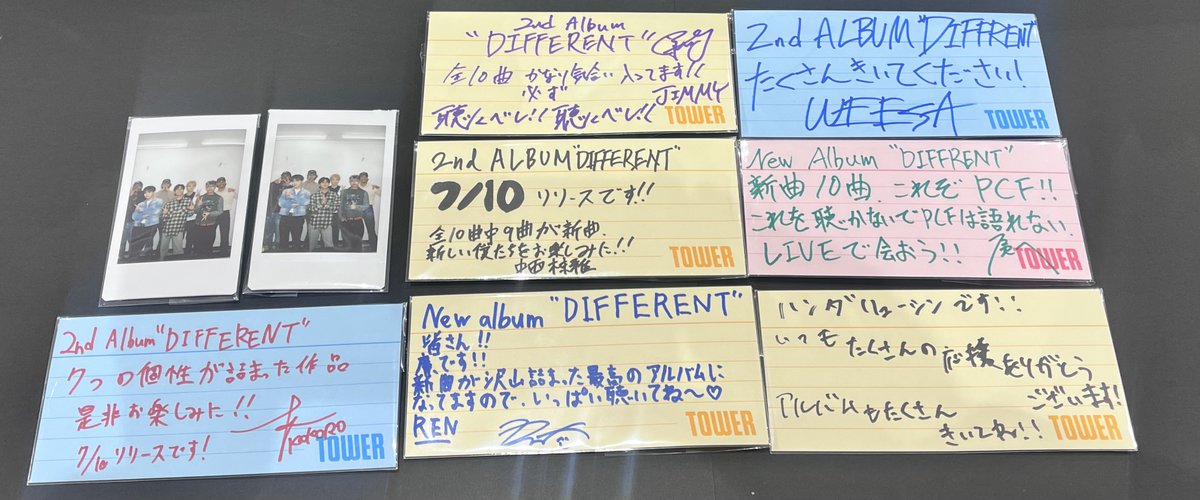 2nd Album
"DIFFERENT"
全10曲 かなり気合い入ってます!!
必ず JIMMY
聴くべし!! 聴くべし!!
TOWER
2nd ALBUM "DIFFERENT"
たくさんきいてください!
WEESA
TOWER
2nd ALBUM "DIFFERENT"
7/10 リリースです!!
全10曲中9曲が新曲.
新しい僕たちをお楽しみに!!
TOWER
New Album "DIFFRENT"
新曲10曲. これぞ PCF!!
これを聴かないでPCFは語れない.
LIVEで会おう!!
TOWER
2nd Album "DIFFERENT"
7つの個性が詰まった作品
是非お楽しみに!!
KOKORO
7/10 リリースです!
TOWER
New album "DIFFERENT"
皆さん!!
廉です!!
新曲が沢山詰まった最高のアルバムに
なってますので、いっぱい聴いてね〜♡
REN
TOWER
ハンダリューシンです!!
いつも たくさんの 応援ありがとう
ございます!
アルバムもたくさん
きいてね!!
TOWER